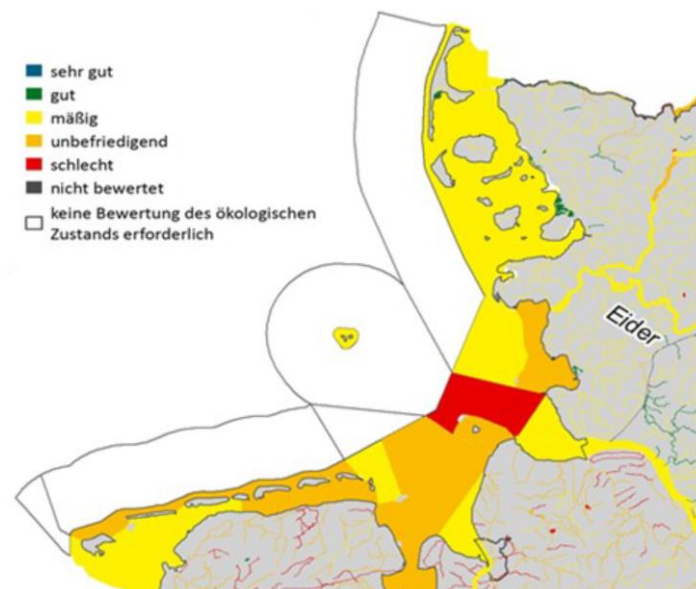 sehr gut
gut
mäßig
unbefriedigend
schlecht
nicht bewertet
keine Bewertung des ökologischen
Zustands erforderlich
Eider